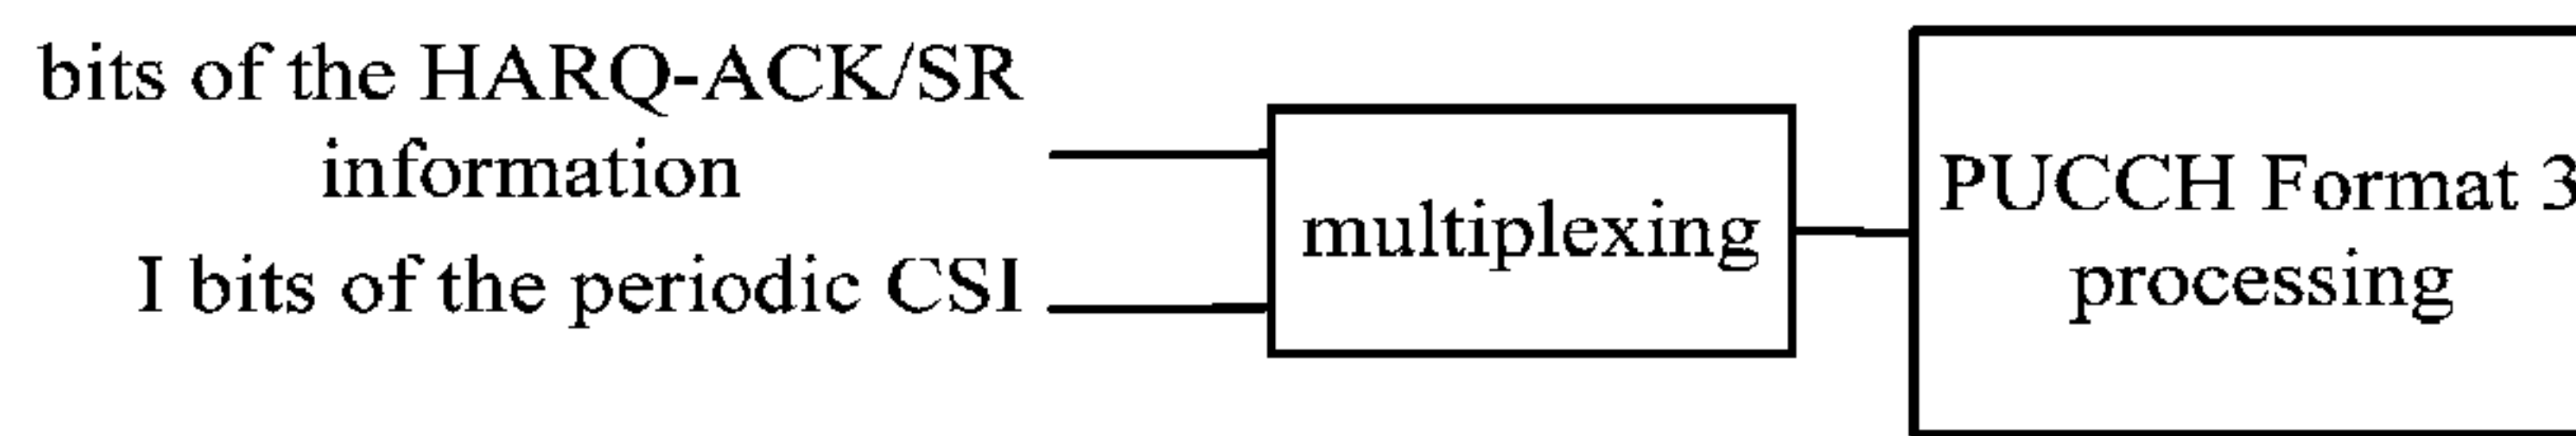 bits of the HARQ-ACK/SR
information
I bits of the periodic CSI
multiplexing
PUCCH Format 3
processing